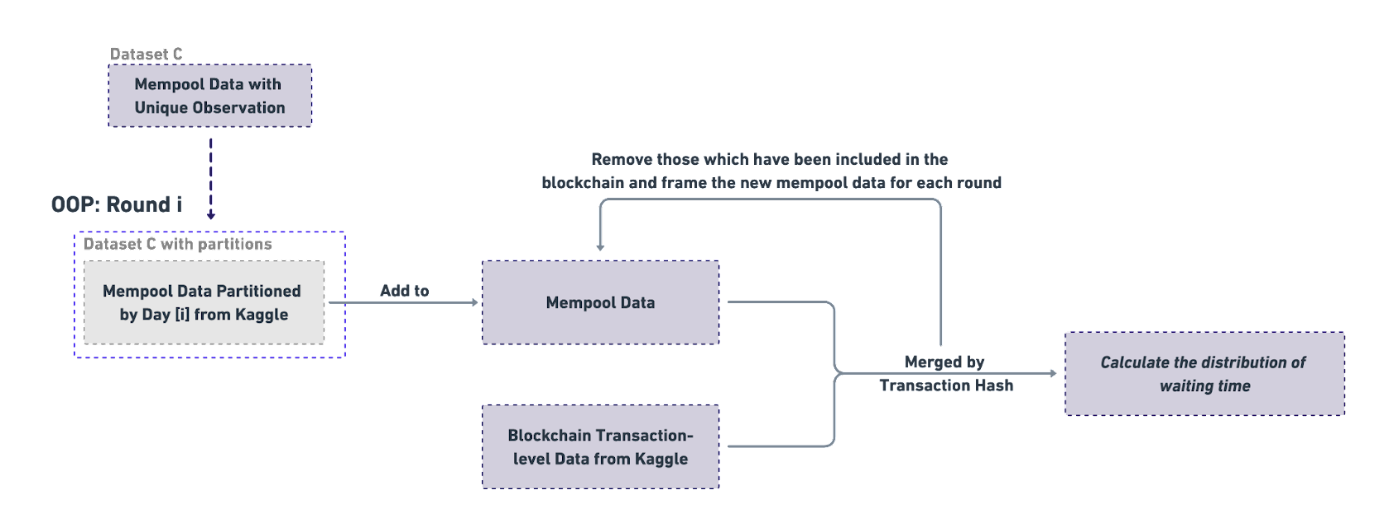 Dataset C
Mempool Data with
Unique Observation
Remove those which have been included in the
blockchain and frame the new mempool data for each round
OOP: Round i
Dataset C with partitions
Mempool Data Partitioned
by Day [i] from Kaggle
Add to
Mempool Data
Merged by
Transaction Hash
Calculate the distribution of
waiting time
Blockchain Transaction-
level Data from Kaggle